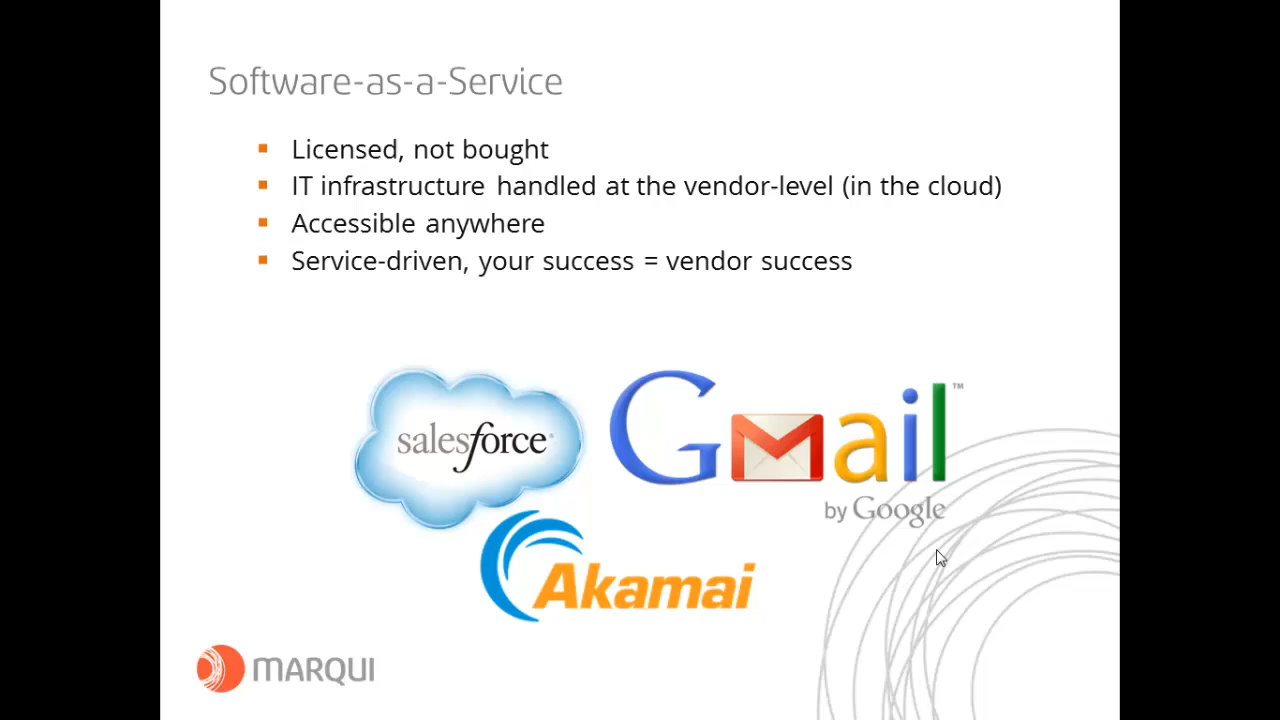 Software-as-a-Service
Licensed, not bought
IT infrastructure handled at the vendor-level (in the cloud)
Accessible anywhere
Service-driven, your success = vendor success
salesforce®
Gmail™
by Google
Akamai
MARQUI